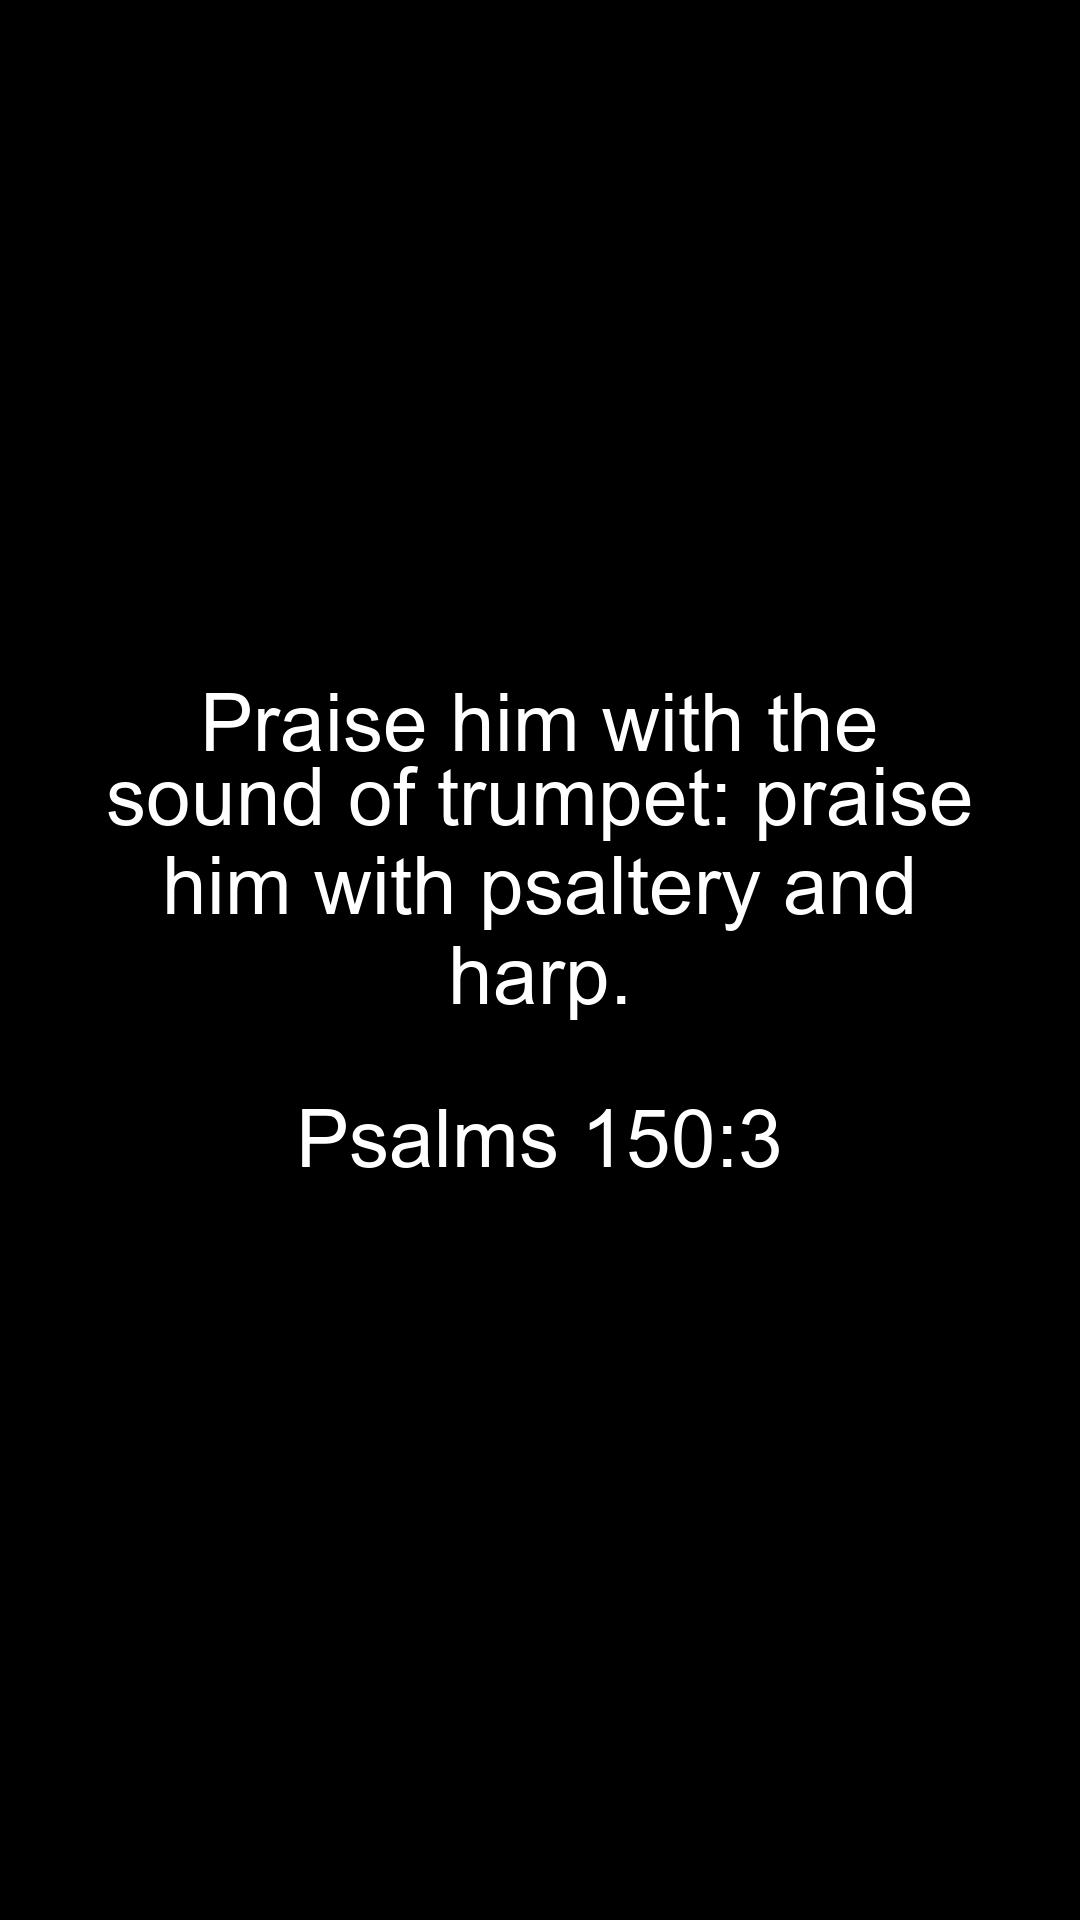 Praise him with the
sound of trumpet: praise
him with psaltery and
harp.
Psalms 150:3